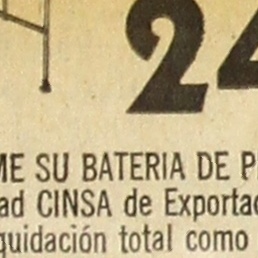 24
ME SU BATERIA DE P
ad CINSA de Exportac
quidación total como